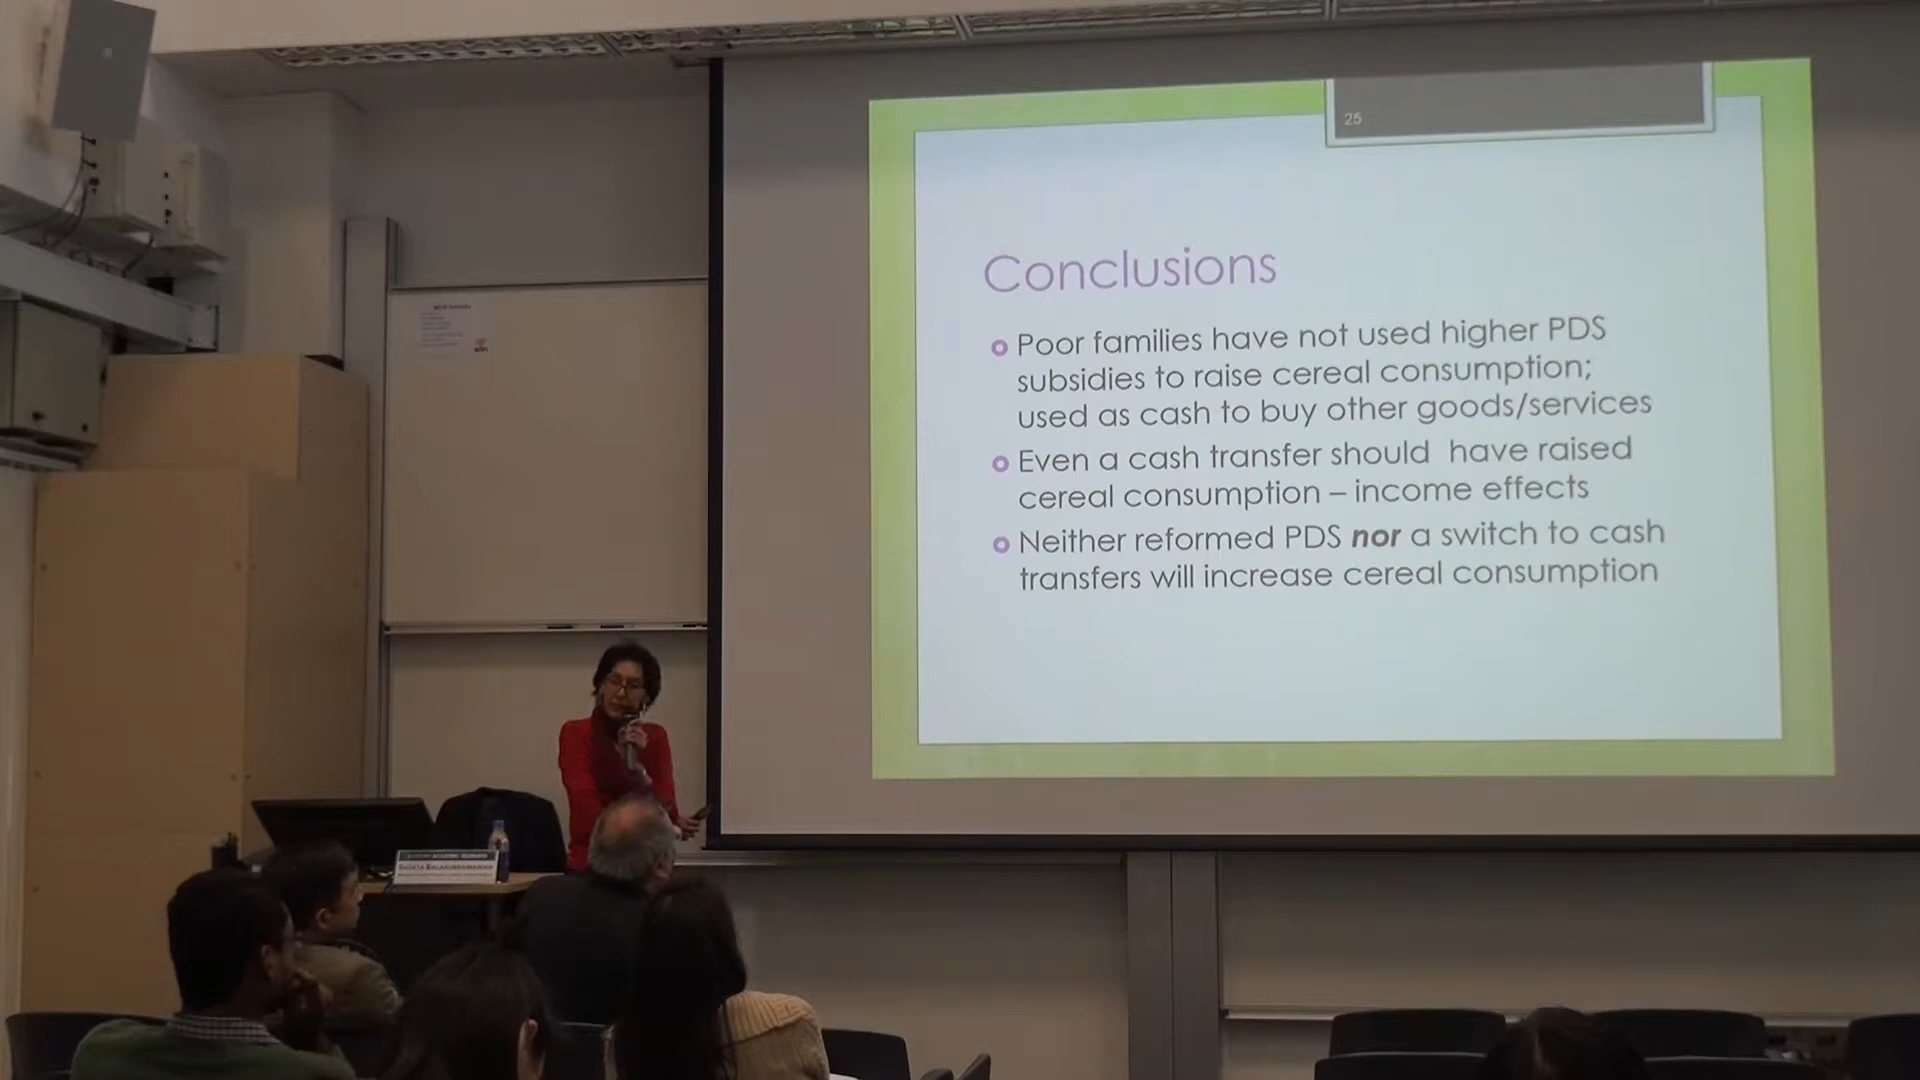 25
Conclusions
Poor families have not used higher PDS
subsidies to raise cereal consumption;
used as cash to buy other goods/services
Even a cash transfer should have raised
cereal consumption – income effects
Neither reformed PDS nor a switch to cash
transfers will increase cereal consumption
BALASUBRAMANIAN